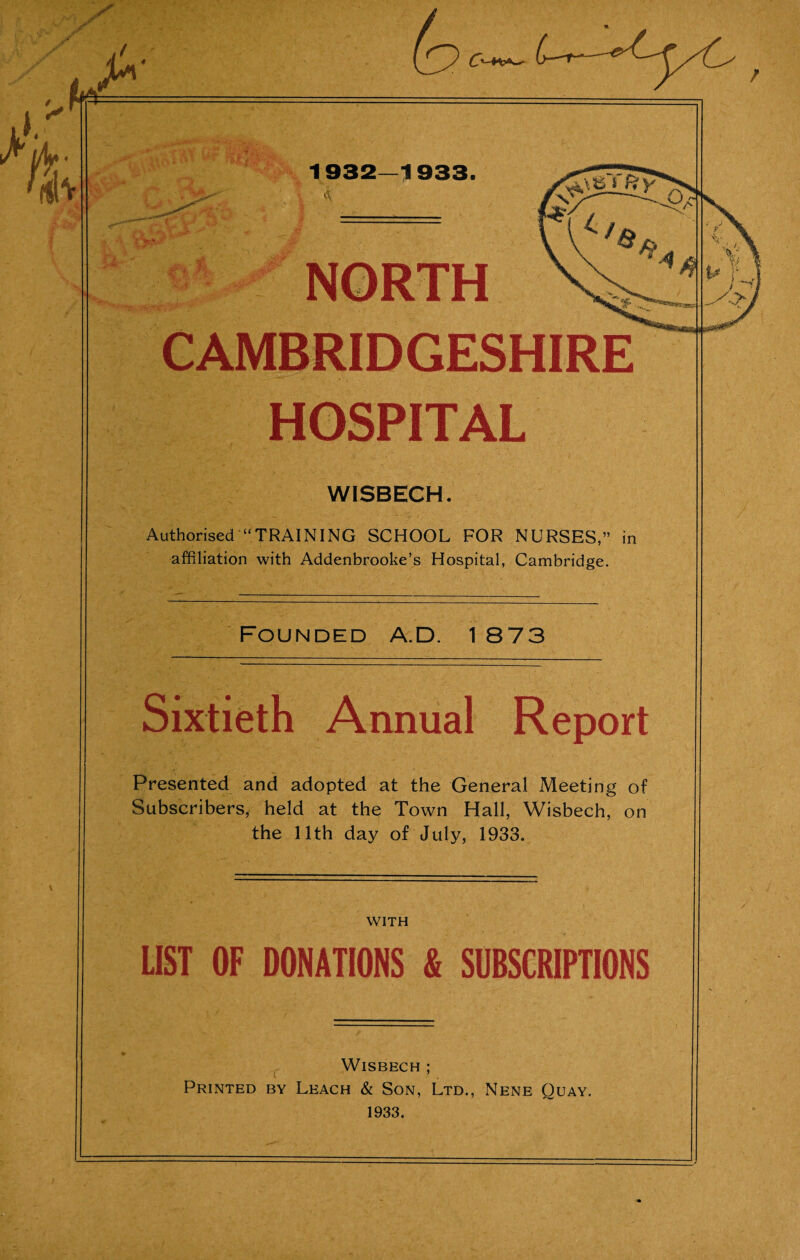 1932—1933.
MINISTRY OF
LIBRARY
NORTH
CAMBRIDGESHIRE
HOSPITAL
WISBECH.
Authorised “TRAINING SCHOOL FOR NURSES,” in
affiliation with Addenbrooke’s Hospital, Cambridge.
FOUNDED A.D. 1873
Sixtieth Annual Report
Presented and adopted at the General Meeting of
Subscribers, held at the Town Hall, Wisbech, on
the 11th day of July, 1933.
WITH
LIST OF DONATIONS & SUBSCRIPTIONS
WISBECH ;
PRINTED BY LEACH & SON, LTD., NENE QUAY.
1933.